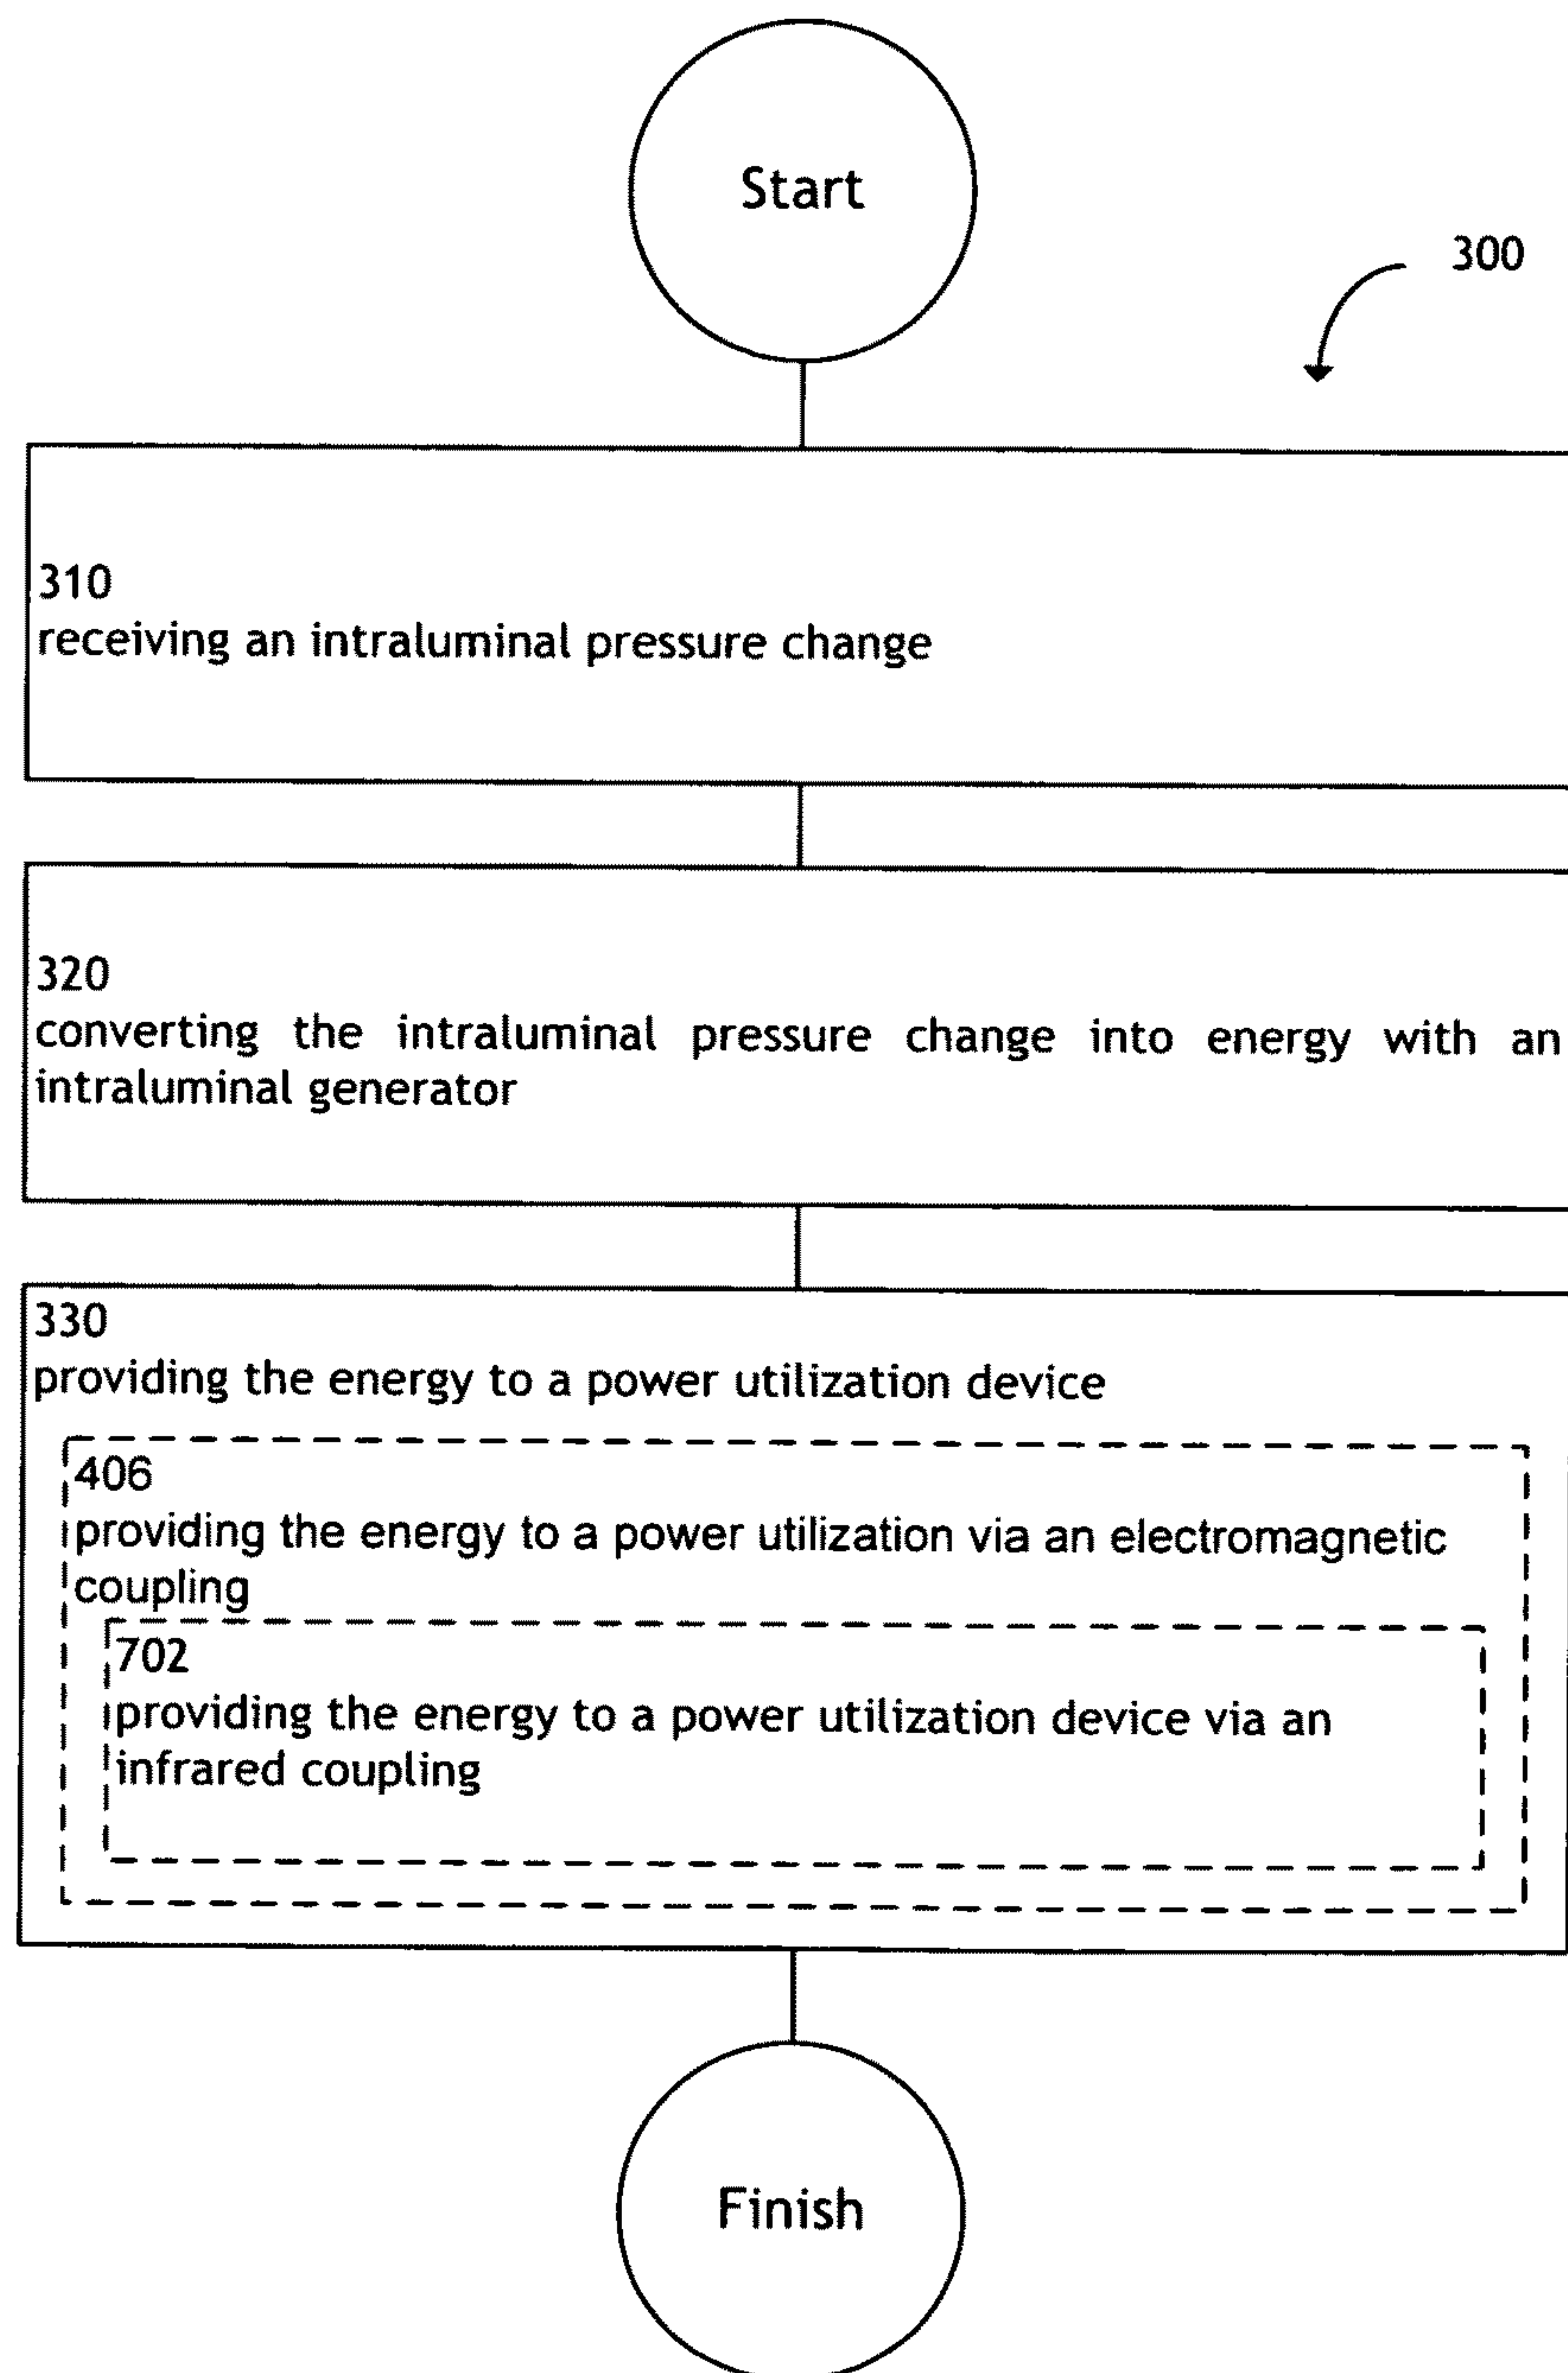 Start
300
310
receiving an intraluminal pressure change
320
converting the intraluminal pressure change into energy with an
intraluminal generator
330
providing the energy to a power utilization device
406
providing the energy to a power utilization via an electromagnetic
coupling
702
providing the energy to a power utilization device via an
infrared coupling
Finish